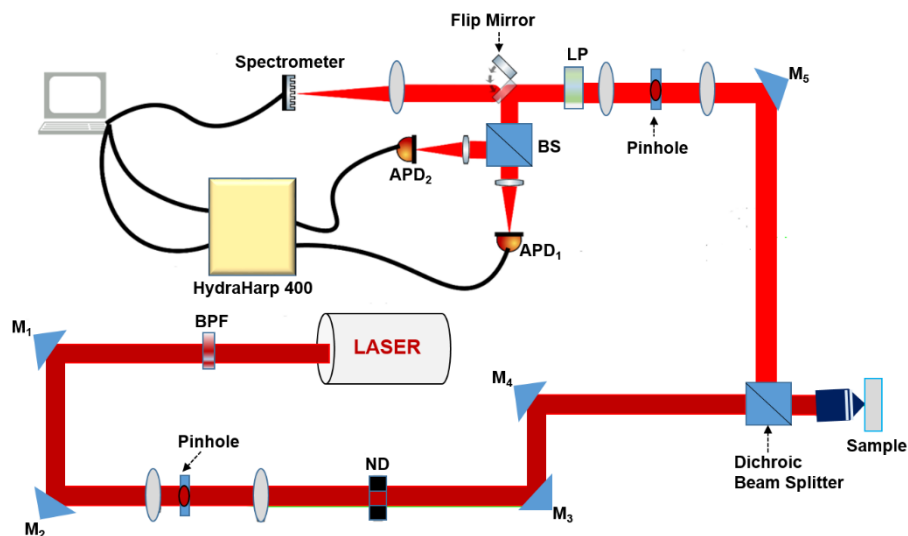 Flip Mirror
LP
Spectrometer
M₅
BS
Pinhole
APD₂
APD₁
HydraHarp 400
BPF
M₁
LASER
M₄
Pinhole
ND
Sample
Dichroic
Beam Splitter
M₂
M₃